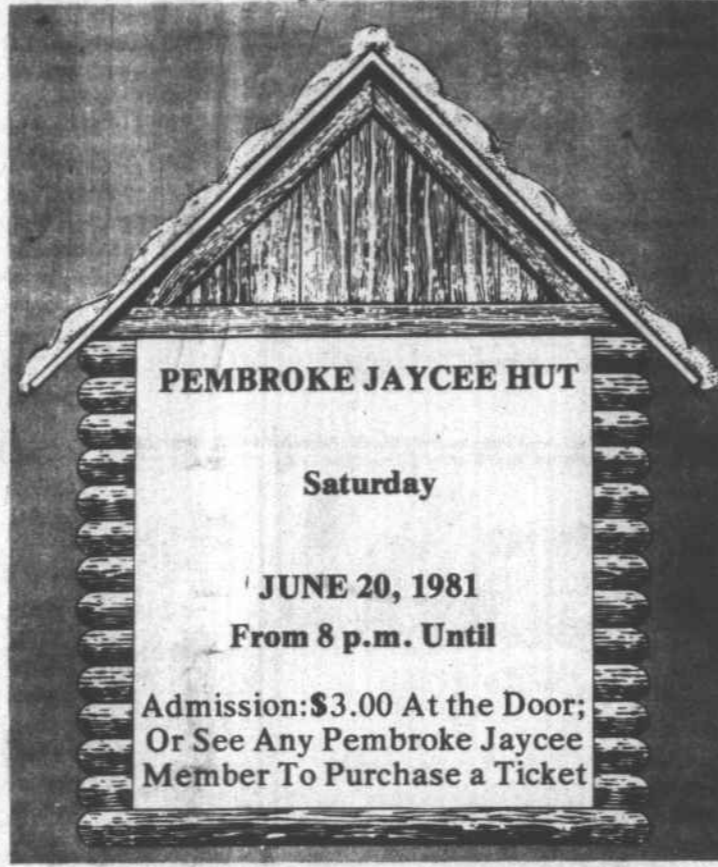 PEMBROKE JAYCEE HUT
Saturday
JUNE 20, 1981
From 8 p.m. Until
Admission:$3.00 At the Door;
Or See Any Pembroke Jaycee
Member To Purchase a Ticket